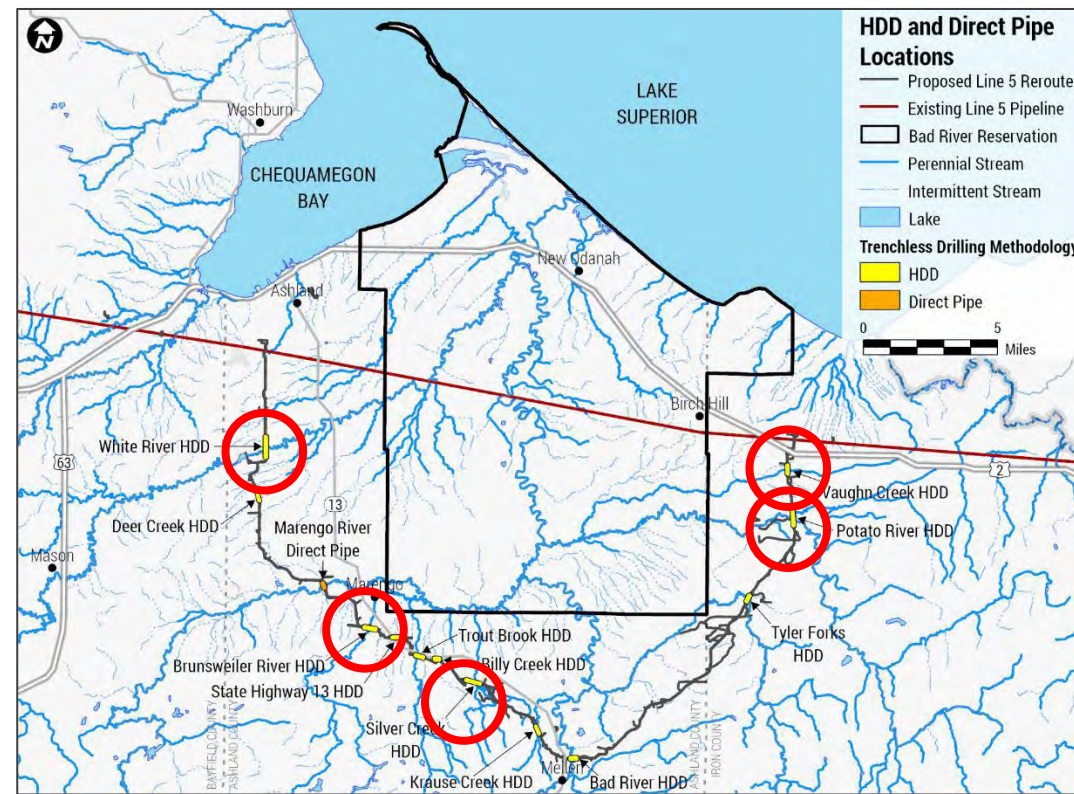 N
Washburn
LAKE
SUPERIOR
CHEQUAMEGON
BAY
New Odanah
Ashland
Birch Hill
White River HDD
63
13
2
Vaughn Creek HDD
Deer Creek HDD
Marengo River
Direct Pipe
Potato River HDD
Mason
Marengo
Trout Brook HDD
Tyler Forks
HDD
Brunsweiler River HDD
Billy Creek HDD
State Highway 13 HDD
Silver Creek
HDD
Krause Creek HDD
Mellen
Bad River HDD
BAYFIELD COUNTY
ASHLAND COUNTY
ASHLAND COUNTY
IRON COUNTY
HDD and Direct Pipe
Locations
Proposed Line 5 Reroute
Existing Line 5 Pipeline
Bad River Reservation
Perennial Stream
Intermittent Stream
Lake
Trenchless Drilling Methodology
HDD
Direct Pipe
0 5
Miles